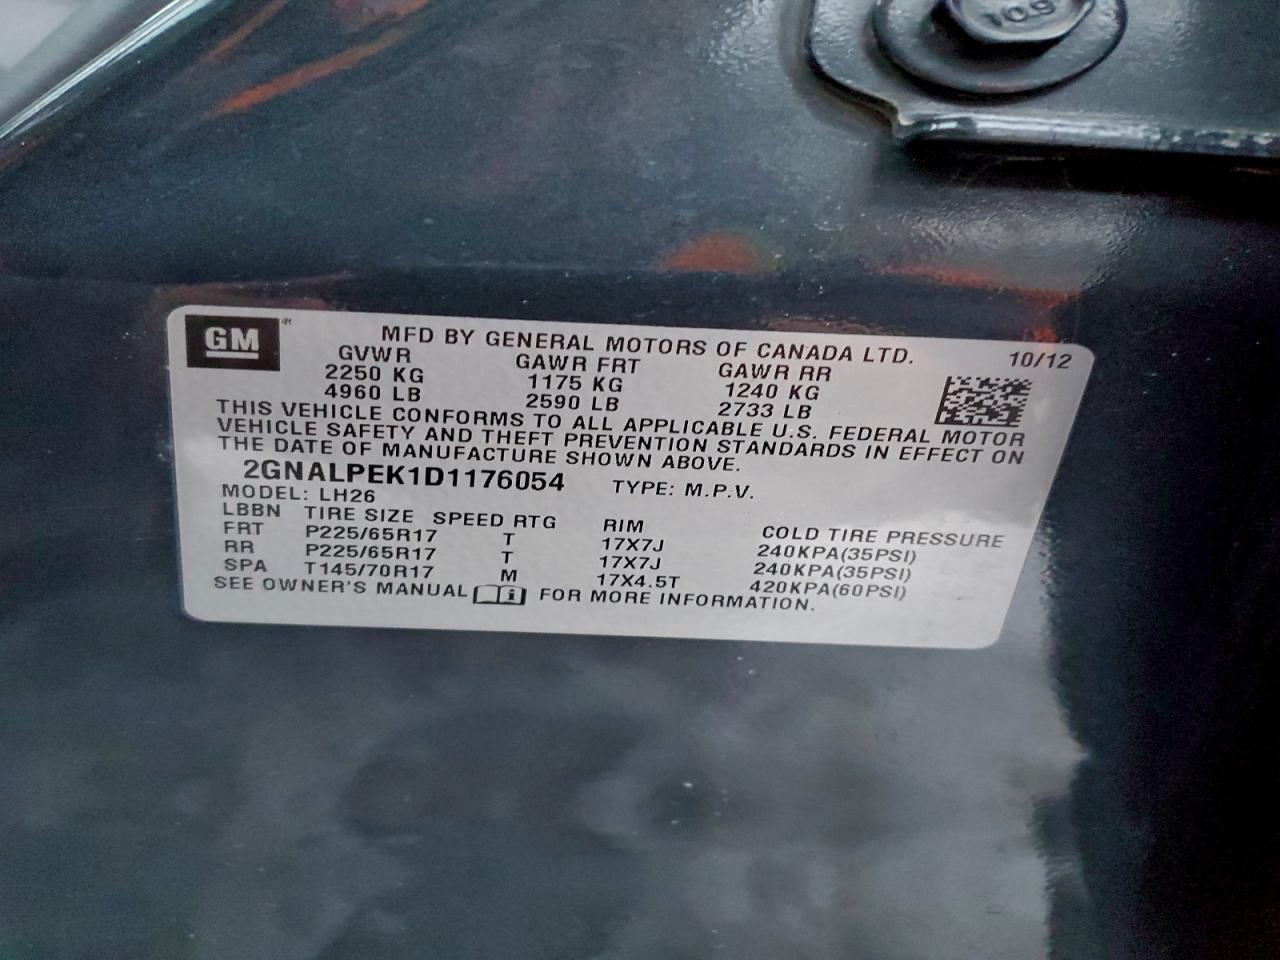 10.9
GM
MFD BY GENERAL MOTORS OF CANADA LTD. 10/12
GVWR GAWR FRT GAWR RR
2250 KG 1175 KG 1240 KG
4960 LB 2590 LB 2733 LB
THIS VEHICLE CONFORMS TO ALL APPLICABLE U.S. FEDERAL MOTOR
VEHICLE SAFETY AND THEFT PREVENTION STANDARDS IN EFFECT ON
THE DATE OF MANUFACTURE SHOWN ABOVE.
2GNALPEK1D1176054 TYPE: M.P.V.
MODEL: LH26
LBBN TIRE SIZE SPEED RTG RIM COLD TIRE PRESSURE
FRT P225/65R17 T 17X7J 240KPA(35PSI)
RR P225/65R17 T 17X7J 240KPA(35PSI)
SPA T145/70R17 M 17X4.5T 420KPA(60PSI)
SEE OWNER'S MANUAL FOR MORE INFORMATION.